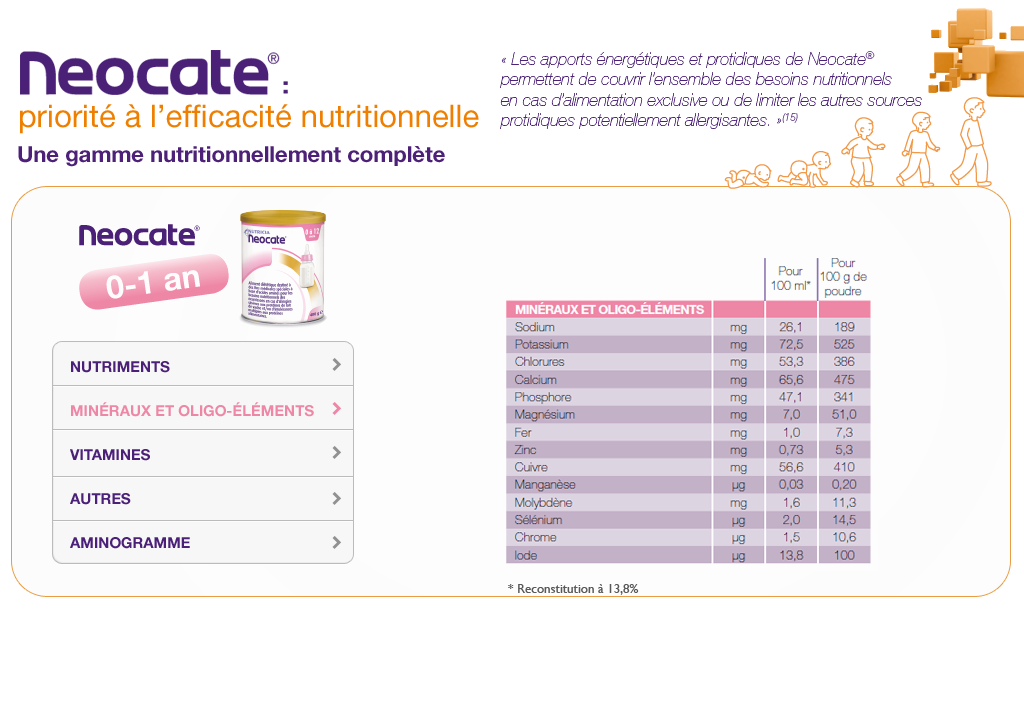 Neocate® :
priorité à l’efficacité nutritionnelle
Une gamme nutritionnellement complète
« Les apports énergétiques et protidiques de Neocate®
permettent de couvrir l’ensemble des besoins nutritionnels
en cas d’alimentation exclusive ou de limiter les autres sources
protidiques potentiellement allergisantes. »(15)
Neocate®
0-1 an
NUTRICIA
Neocate
0 à 12
NUTRIMENTS
MINÉRAUX ET OLIGO-ÉLÉMENTS
VITAMINES
AUTRES
AMINOGRAMME
Pour 100 ml* Pour 100 g de poudre
MINÉRAUX ET OLIGO-ÉLÉMENTS
Sodium mg 26,1 189
Potassium mg 72,5 525
Chlorures mg 53,3 386
Calcium mg 65,6 475
Phosphore mg 47,1 341
Magnésium mg 7,0 51,0
Fer mg 1,0 7,3
Zinc mg 0,73 5,3
Cuivre mg 56,6 410
Manganèse µg 0,03 0,20
Molybdène mg 1,6 11,3
Sélénium µg 2,0 14,5
Chrome µg 1,5 10,6
Iode µg 13,8 100
* Reconstitution à 13,8%